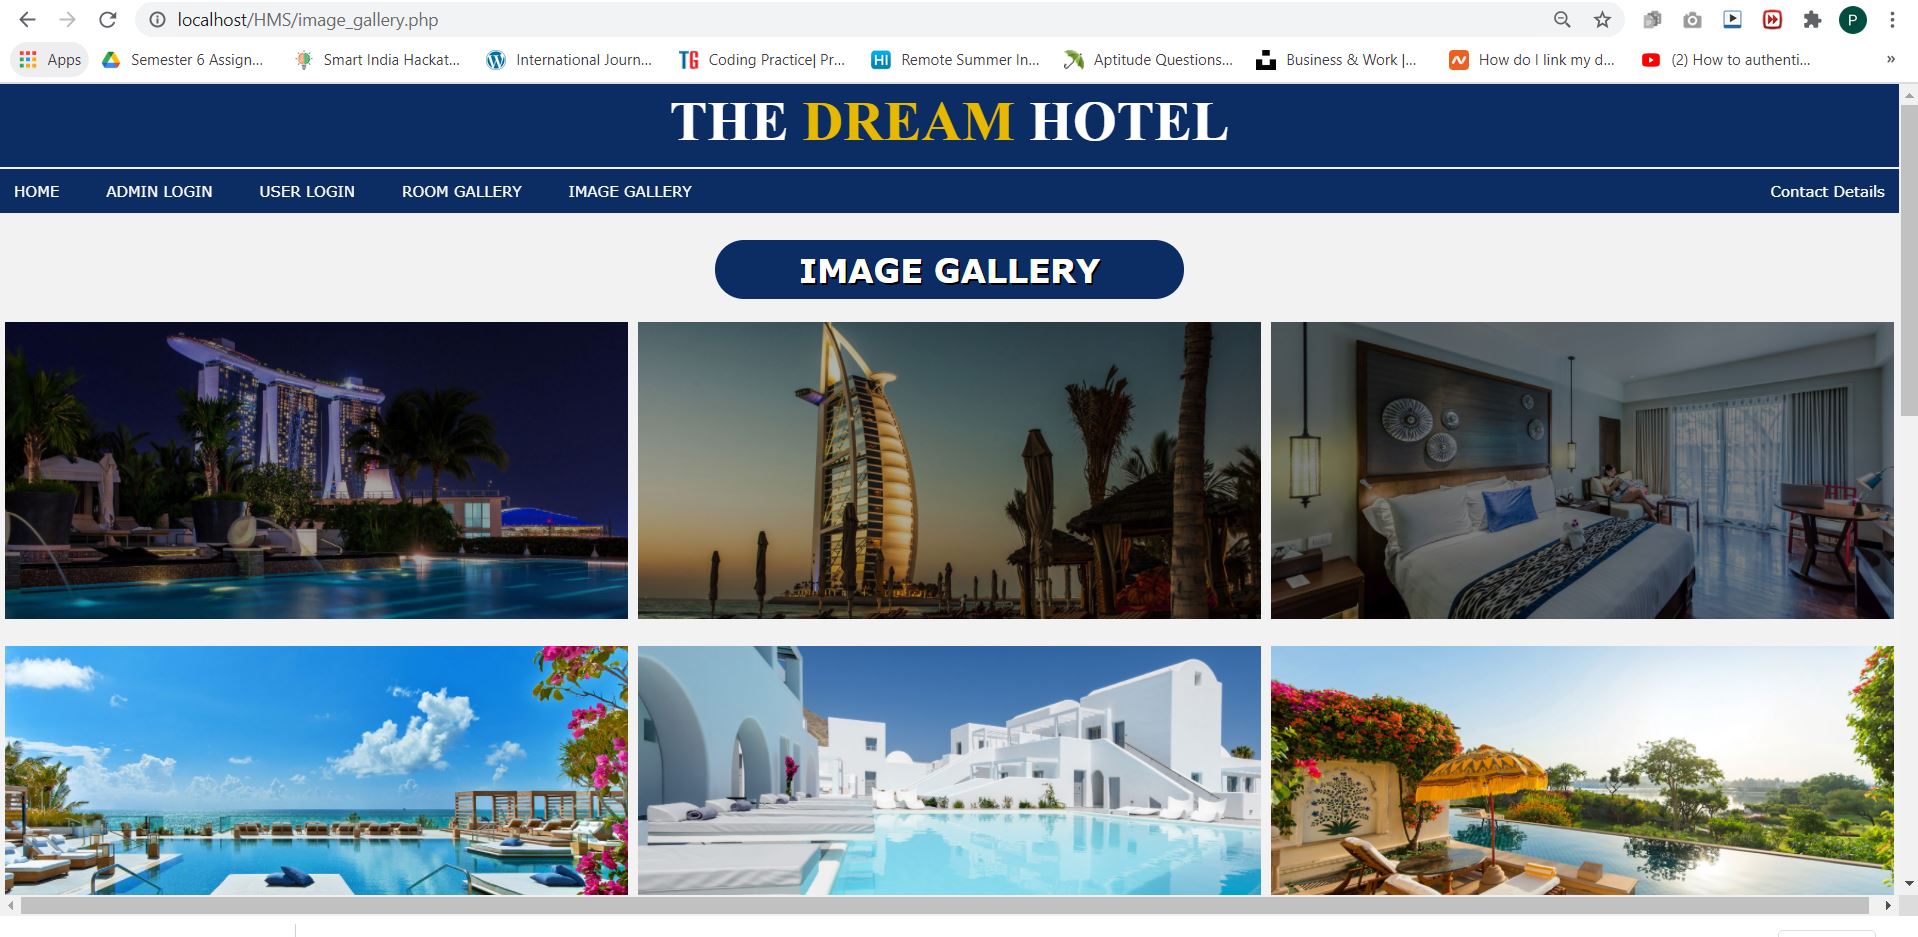 localhost/HMS/image_gallery.php
P
Apps Semester 6 Assign... Smart India Hackat... International Journ... TG Coding Practice| Pr... HI Remote Summer In... Aptitude Questions... Business & Work |... How do I link my d... (2) How to authenti... »
THE DREAM HOTEL
HOME ADMIN LOGIN USER LOGIN ROOM GALLERY IMAGE GALLERY Contact Details
IMAGE GALLERY